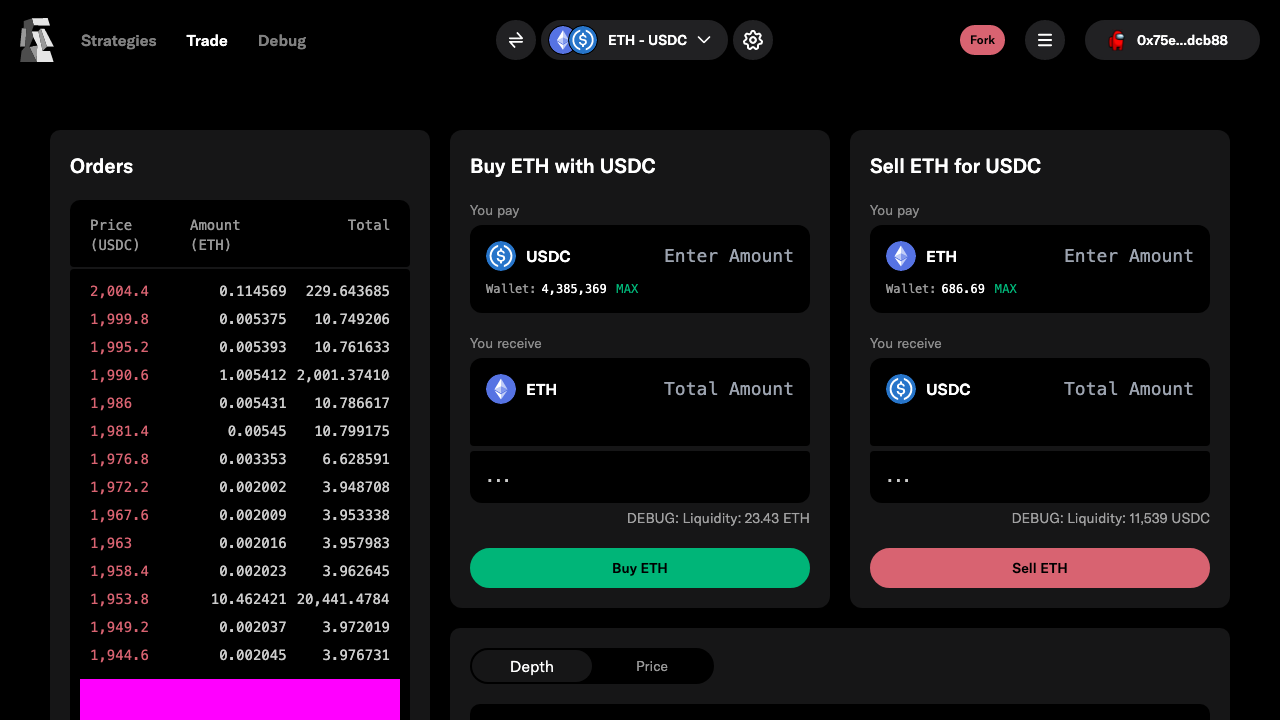 Strategies
Trade
Debug
ETH - USDC
Fork
0x75e...dcb88
Orders
Price (USDC)
Amount (ETH)
Total
2,004.4 0.114569 229.643685
1,999.8 0.005375 10.749206
1,995.2 0.005393 10.761633
1,990.6 1.005412 2,001.37410
1,986 0.005431 10.786617
1,981.4 0.00545 10.799175
1,976.8 0.003353 6.628591
1,972.2 0.002002 3.948708
1,967.6 0.002009 3.953338
1,963 0.002016 3.957983
1,958.4 0.002023 3.962645
1,953.8 10.462421 20,441.4784
1,949.2 0.002037 3.972019
1,944.6 0.002045 3.976731
Buy ETH with USDC
You pay
USDC Enter Amount
Wallet: 4,385,369 MAX
You receive
ETH Total Amount
...
DEBUG: Liquidity: 23.43 ETH
Buy ETH
Sell ETH for USDC
You pay
ETH Enter Amount
Wallet: 686.69 MAX
You receive
USDC Total Amount
...
DEBUG: Liquidity: 11,539 USDC
Sell ETH
Depth
Price